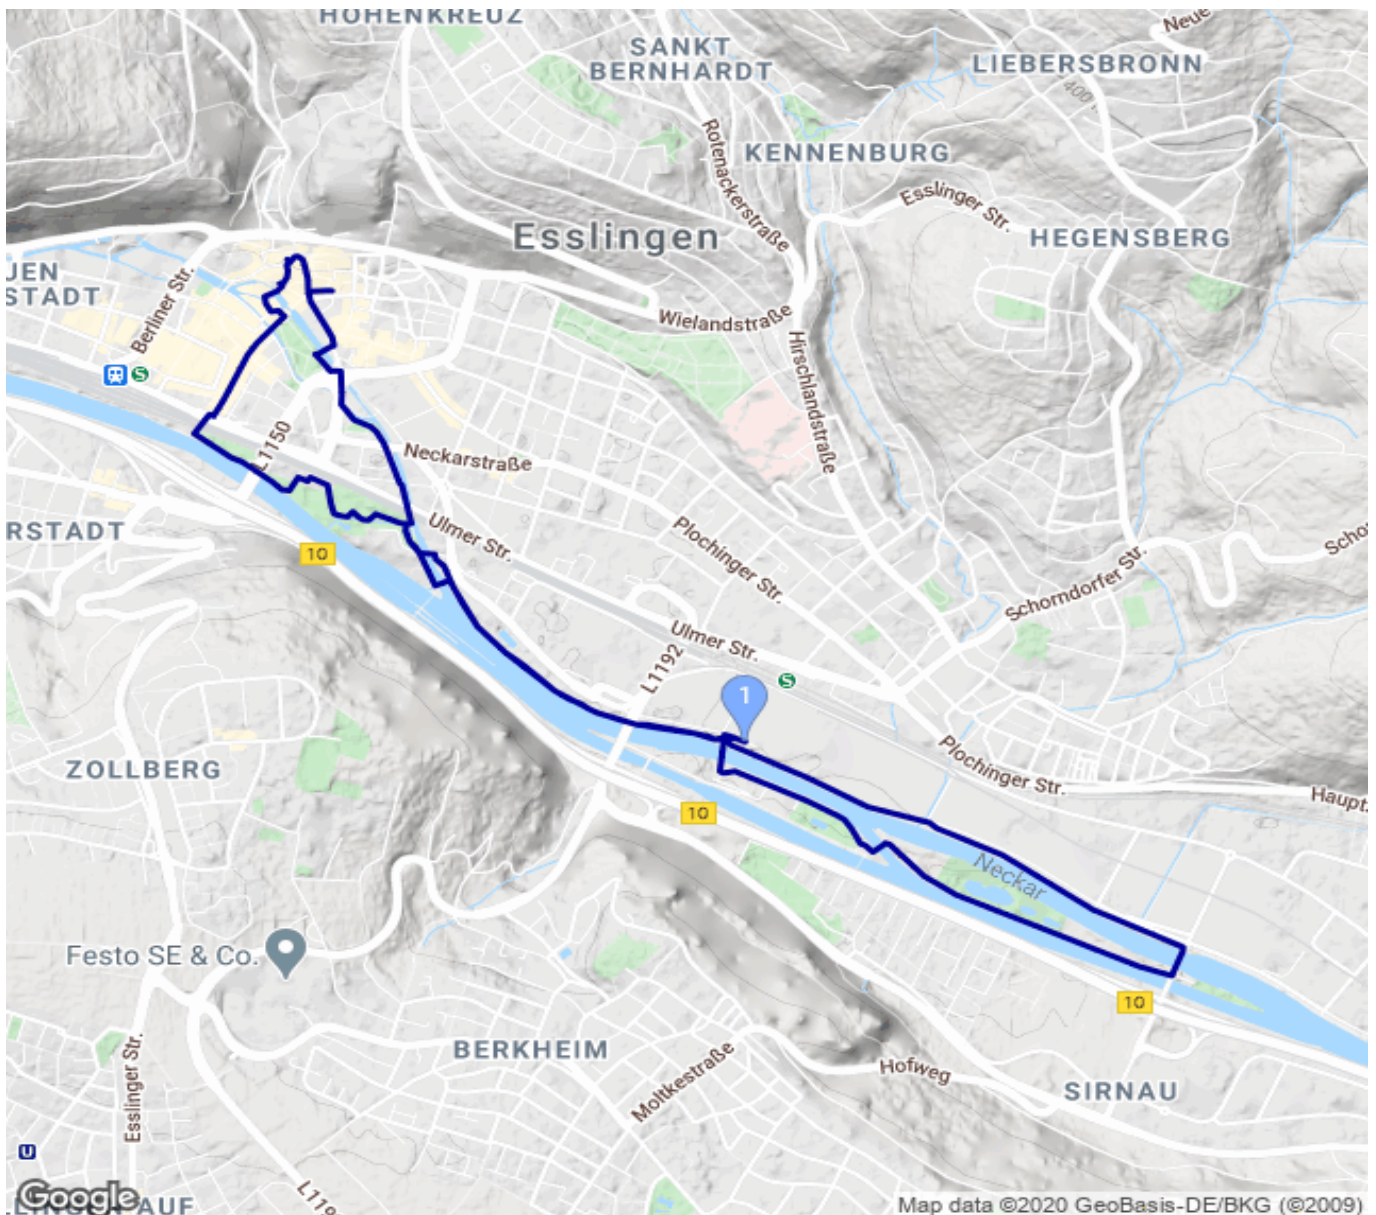 HOHENKREUZ
Neue
SANKT
BERNHARDT
LIEBERSBRONN
400
Rotenackerstraße
KENNENBURG
Esslinger Str.
Esslingen
HEGENSBERG
UEN
STADT
Berliner Str.
Wielandstraße
Hirschlandstraße
S
L1150
Neckarstraße
RSTADT
Ulmer Str.
10
Plochinger Str.
Schorndorfer Str.
Scho
Ulmer Str.
L1192
S
1
ZOLLBERG
Plochinger Str.
Haupt
10
Neckar
Festo SE & Co.
10
Esslinger Str.
BERKHEIM
Moltkestraße
Hofweg
SIRNAU
U
L119
Google
LLINGEN
AUF
Map data ©2020 GeoBasis-DE/BKG (©2009)